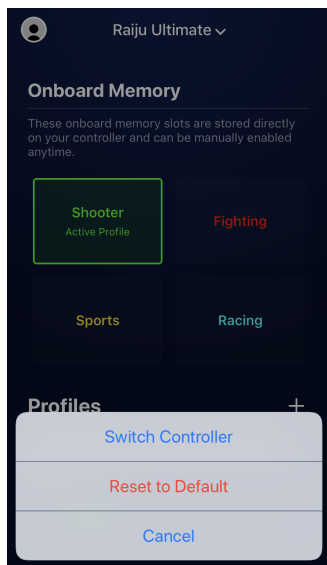 Raiju Ultimate
Onboard Memory
These onboard memory slots are stored directly
on your controller and can be manually enabled
anytime.
Shooter
Active Profile
Fighting
Sports
Racing
Profiles
Switch Controller
Reset to Default
Cancel